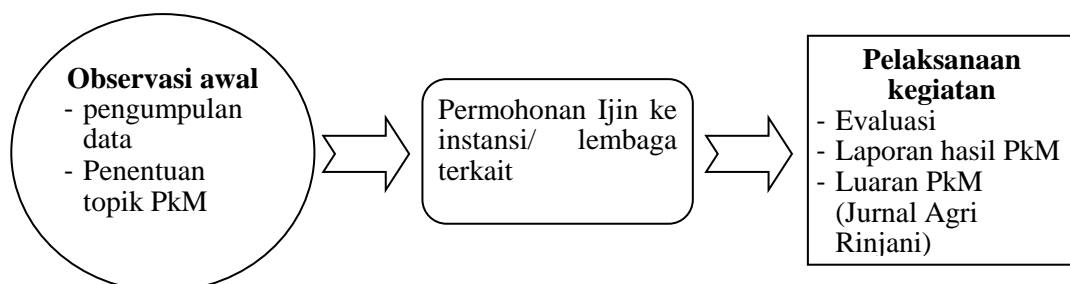 Observasi awal
- pengumpulan
data
- Penentuan
topik PkM
Permohonan Ijin ke
instansi/ lembaga
terkait
Pelaksanaan
kegiatan
- Evaluasi
- Laporan hasil PkM
- Luaran PkM
(Jurnal Agri
Rinjani)